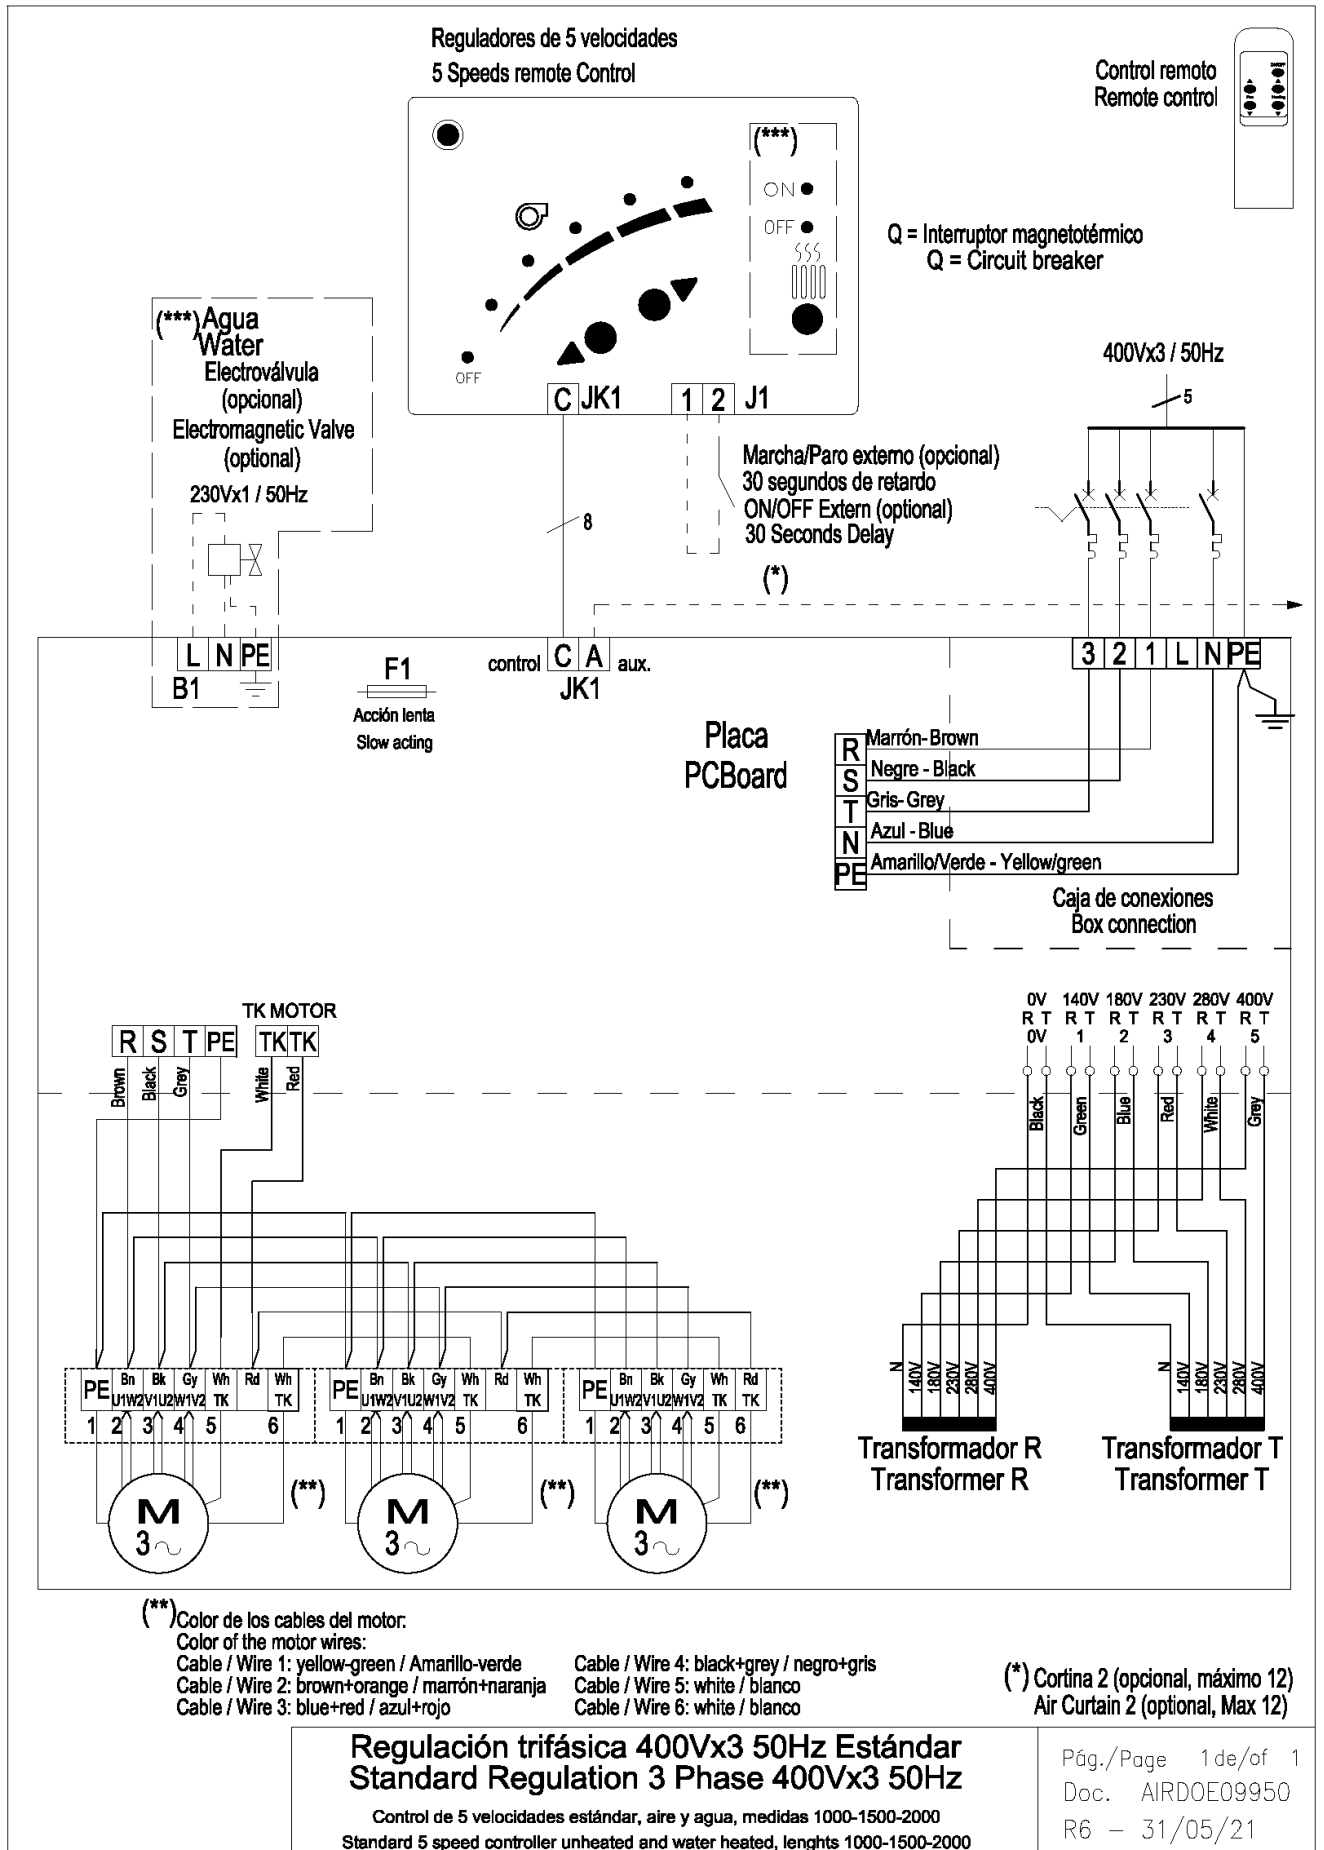 Reguladores de 5 velocidades
5 Speeds remote Control
Control remoto
Remote control
(***)
ON
OFF
OFF
C JK1
1 2 J1
Q = Interruptor magnetotérmico
Q = Circuit breaker
(***) Agua
Water
Electroválvula
(opcional)
Electromagnetic Valve
(optional)
230Vx1 / 50Hz
400Vx3 / 50Hz
5
Marcha/Paro externo (opcional)
30 segundos de retardo
ON/OFF Extern (optional)
30 Seconds Delay
8
(*)
L N PE
B1
F1
Acción lenta
Slow acting
control C A aux.
JK1
3 2 1 L N PE
Placa
PCBoard
R Marrón-Brown
S Negre - Black
T Gris-Grey
N Azul - Blue
PE Amarillo/Verde - Yellow/green
Caja de conexiones
Box connection
TK MOTOR
R S T PE TK TK
Brown Black Grey White Red
0V 140V 180V 230V 280V 400V
R T R T R T R T R T R T
0V 1 2 3 4 5
Black Green Blue Red White Grey
PE Bn Bk Gy Wh Rd Wh
U1W2 V1U2 W1V2 TK TK
1 2 3 4 5 6
PE Bn Bk Gy Wh Rd Wh
U1W2 V1U2 W1V2 TK TK
1 2 3 4 5 6
PE Bn Bk Gy Wh Rd
U1W2 V1U2 W1V2 TK TK
1 2 3 4 5 6
M 3 (**)
M 3 (**)
M 3 (**)
N 140V 180V 230V 280V 400V
Transformador R
Transformer R
N 140V 180V 230V 280V 400V
Transformador T
Transformer T
(**) Color de los cables del motor:
Color of the motor wires:
Cable / Wire 1: yellow-green / Amarillo-verde
Cable / Wire 2: brown+orange / marrón+naranja
Cable / Wire 3: blue+red / azul+rojo
Cable / Wire 4: black+grey / negro+gris
Cable / Wire 5: white / blanco
Cable / Wire 6: white / blanco
(*) Cortina 2 (opcional, máximo 12)
Air Curtain 2 (optional, Max 12)
Regulación trifásica 400Vx3 50Hz Estándar
Standard Regulation 3 Phase 400Vx3 50Hz
Control de 5 velocidades estándar, aire y agua, medidas 1000-1500-2000
Standard 5 speed controller unheated and water heated, lenghts 1000-1500-2000
Pág./Page 1 de/of 1
Doc. AIRDOE09950
R6 - 31/05/21